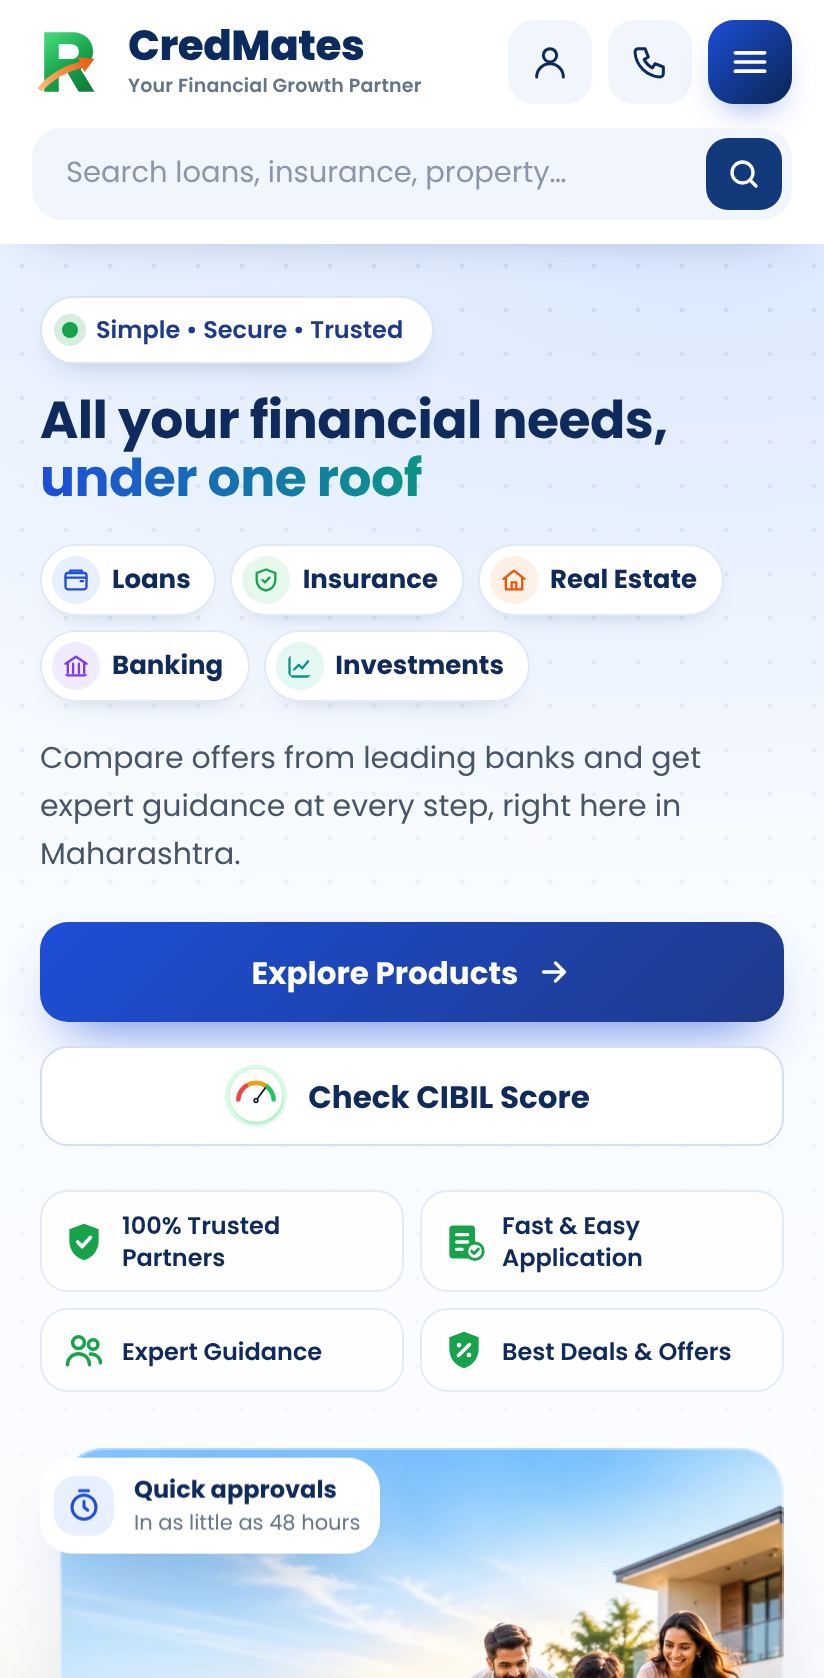 CredMates
Your Financial Growth Partner
Search loans, insurance, property...
Simple • Secure • Trusted
All your financial needs,
under one roof
Loans
Insurance
Real Estate
Banking
Investments
Compare offers from leading banks and get
expert guidance at every step, right here in
Maharashtra.
Explore Products →
Check CIBIL Score
100% Trusted
Partners
Fast & Easy
Application
Expert Guidance
Best Deals & Offers
Quick approvals
In as little as 48 hours